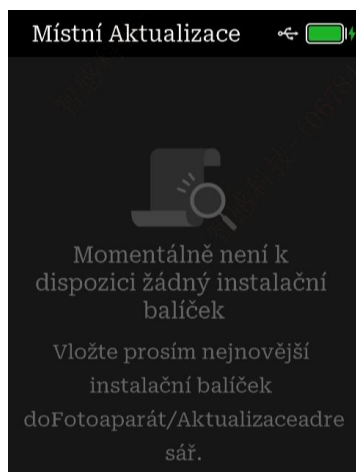 Místní Aktualizace
Momentálně není k
dispozici žádný instalační
balíček
Vložte prosím nejnovější
instalační balíček
doFotoaparát/Aktualizaceadre
sář.